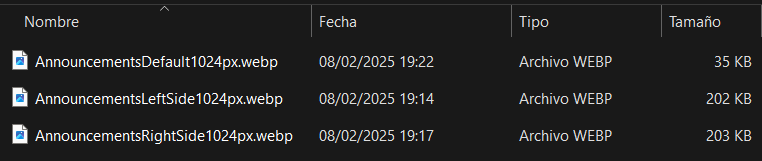 Nombre Fecha Tipo Tamaño
AnnouncementsDefault1024px.webp 08/02/2025 19:22 Archivo WEBP 35 KB
AnnouncementsLeftSide1024px.webp 08/02/2025 19:14 Archivo WEBP 202 KB
AnnouncementsRightSide1024px.webp 08/02/2025 19:17 Archivo WEBP 203 KB